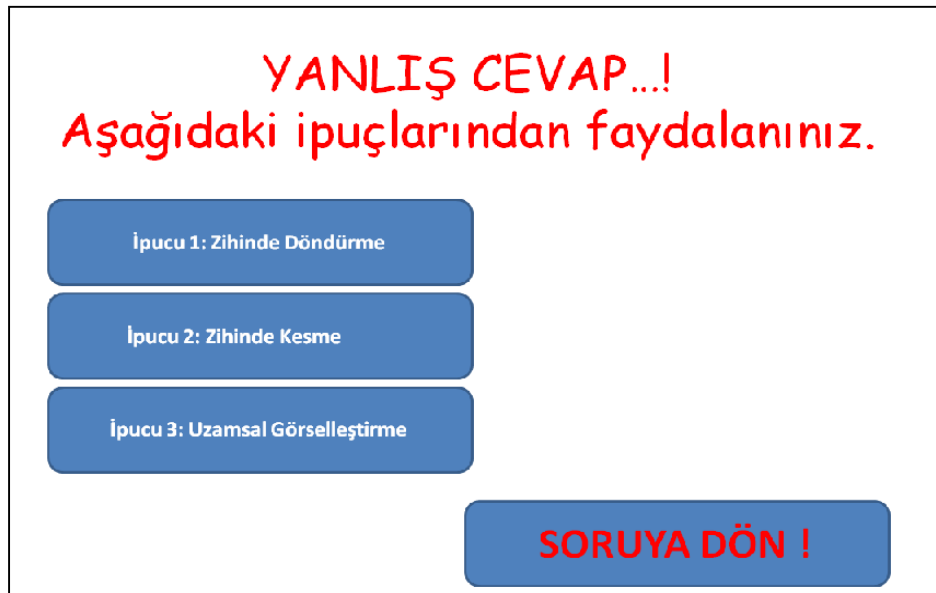 YANLIŞ CEVAP...!
Aşağıdaki ipuçlarından faydalanınız.
İpucu 1: Zihinde Döndürme
İpucu 2: Zihinde Kesme
İpucu 3: Uzamsal Görselleştirme
SORUYA DÖN !